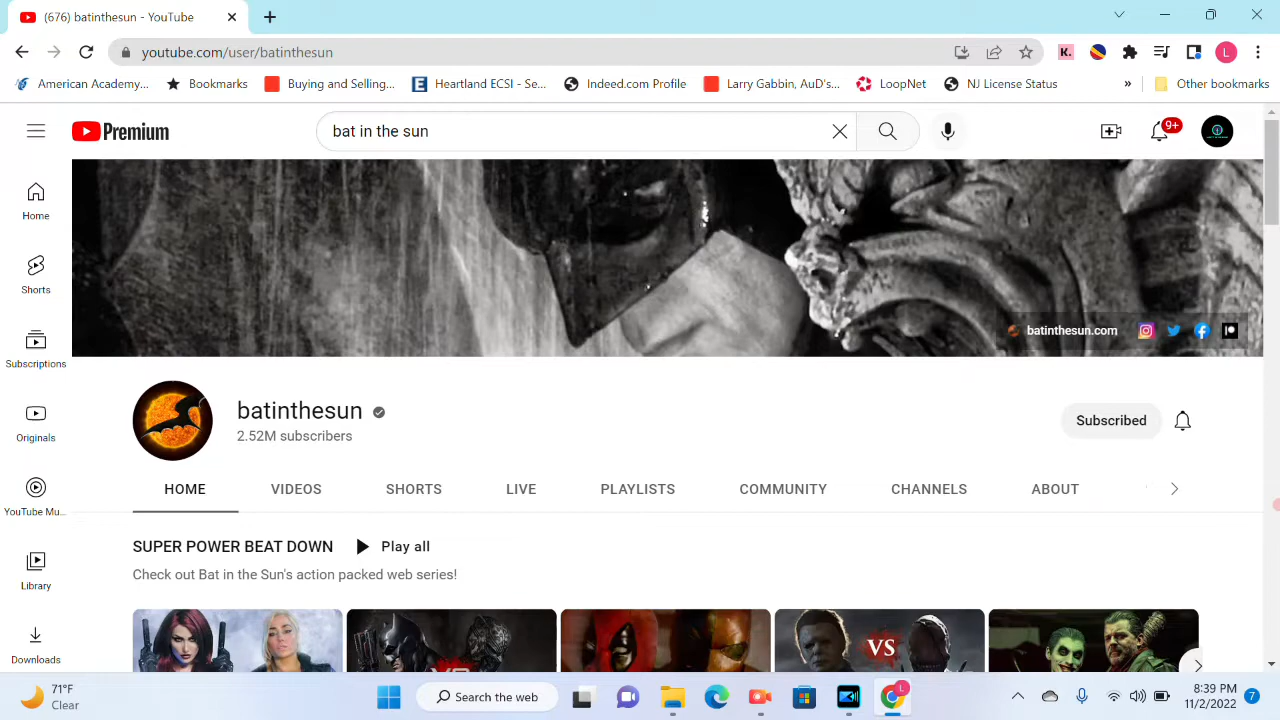 (676) batinthesun - YouTube
youtube.com/user/batinthesun
K.
L
American Academy...
Bookmarks
Buying and Selling...
Heartland ECSI - Se...
Indeed.com Profile
Larry Gabbin, AuD's...
LoopNet
NJ License Status
»
Other bookmarks
Premium
bat in the sun
9+
Home
Shorts
Subscriptions
Originals
YouTube Mu...
Library
Downloads
batinthesun.com
batinthesun
2.52M subscribers
Subscribed
HOME VIDEOS SHORTS LIVE PLAYLISTS COMMUNITY CHANNELS ABOUT
SUPER POWER BEAT DOWN Play all
Check out Bat in the Sun's action packed web series!
VS
VS
71°F
Clear
Search the web
L
8:39 PM
11/2/2022
7